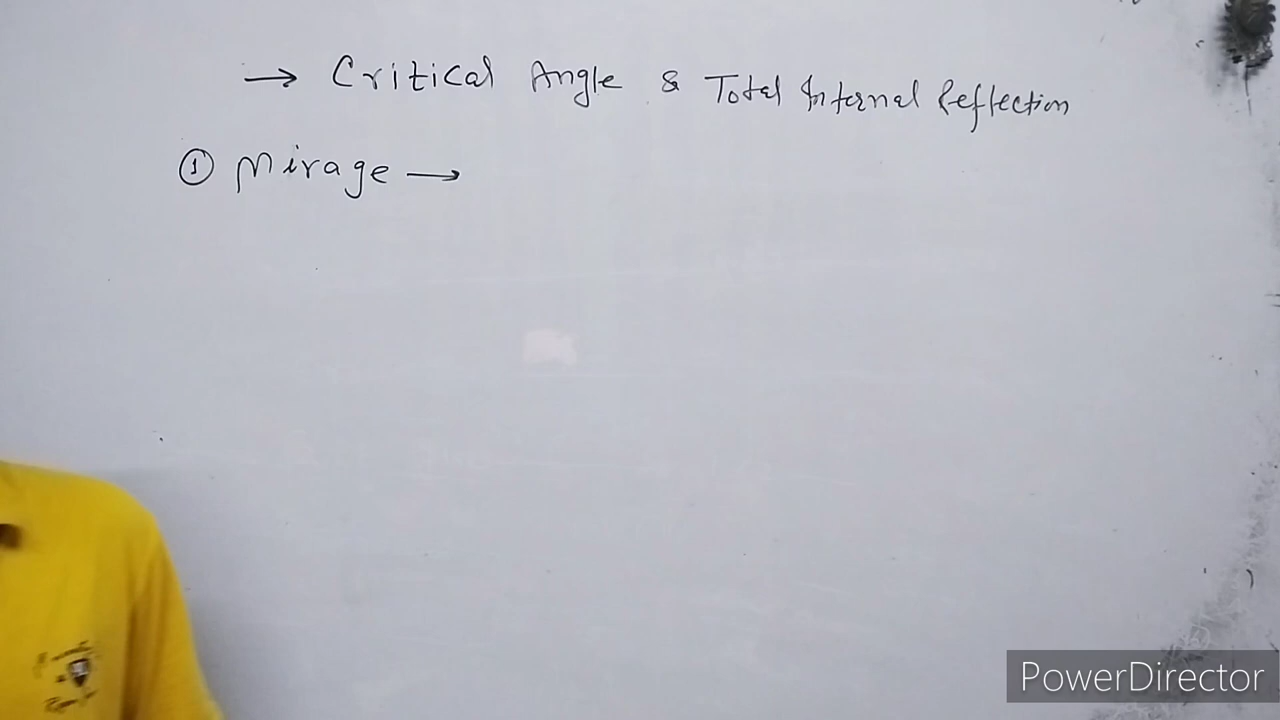 → Critical Angle & Total Internal Reflection
① Mirage →
PowerDirector